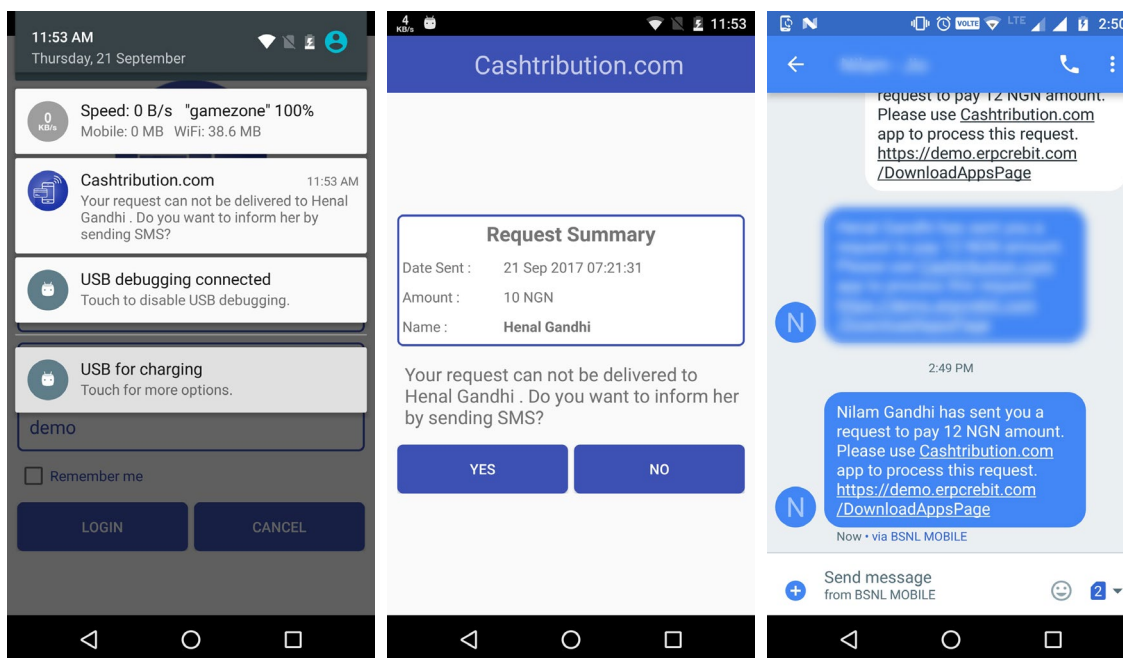 11:53 AM
Thursday, 21 September
0
KB/s
Speed: 0 B/s "gamezone" 100%
Mobile: 0 MB WiFi: 38.6 MB
Cashtribution.com 11:53 AM
Your request can not be delivered to Henal
Gandhi . Do you want to inform her by
sending SMS?
USB debugging connected
Touch to disable USB debugging.
USB for charging
Touch for more options.
demo
Remember me
LOGIN CANCEL
4
KB/s
11:53
Cashtribution.com
Request Summary
Date Sent : 21 Sep 2017 07:21:31
Amount : 10 NGN
Name : Henal Gandhi
Your request can not be delivered to
Henal Gandhi . Do you want to inform her
by sending SMS?
YES NO
VOLTE LTE 2:50
request to pay 12 NGN amount.
Please use Cashtribution.com
app to process this request.
https://demo.erpcrebit.com
/DownloadAppsPage
N
2:49 PM
Nilam Gandhi has sent you a
request to pay 12 NGN amount.
Please use Cashtribution.com
app to process this request.
https://demo.erpcrebit.com
/DownloadAppsPage
N
Now • via BSNL MOBILE
Send message
from BSNL MOBILE
2